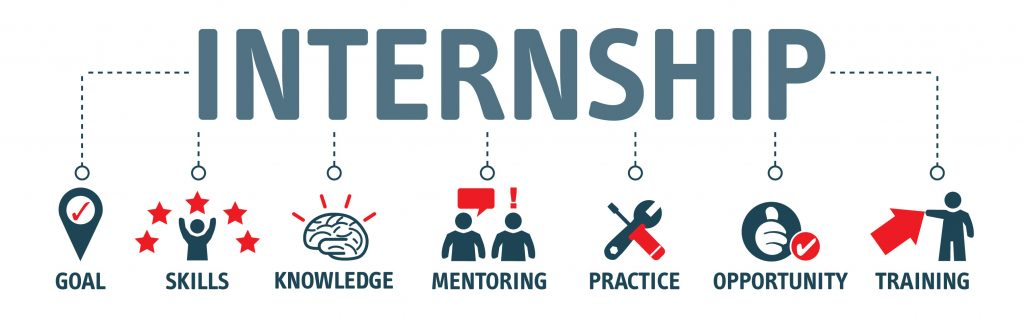 INTERNSHIP
GOAL SKILLS KNOWLEDGE MENTORING PRACTICE OPPORTUNITY TRAINING